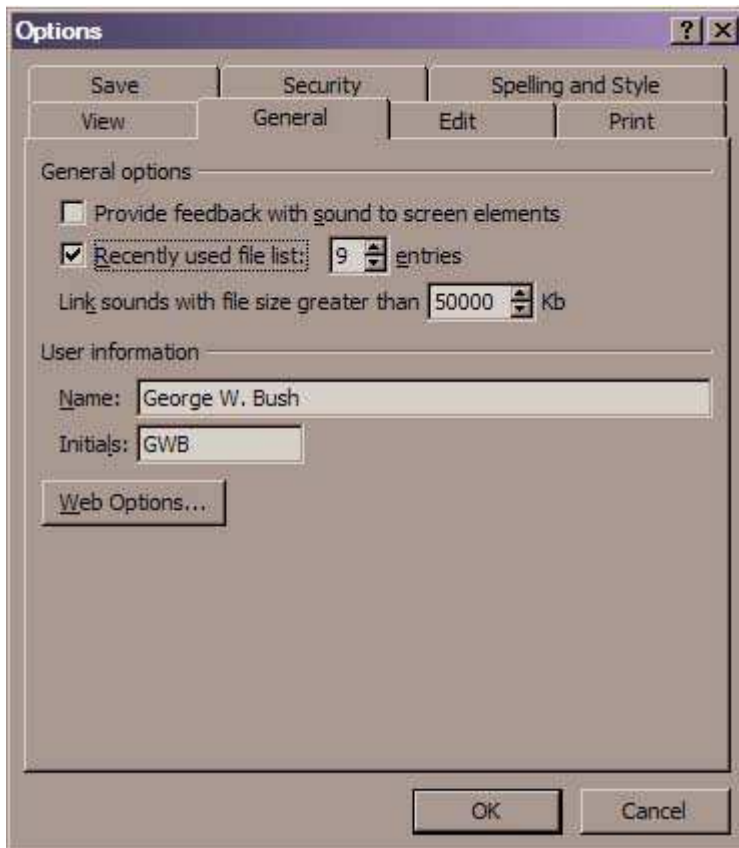 Options
Save Security Spelling and Style
View General Edit Print
General options
Provide feedback with sound to screen elements
Recently used file list: 9 entries
Link sounds with file size greater than 50000 Kb
User information
Name: George W. Bush
Initials: GWB
Web Options...
OK Cancel